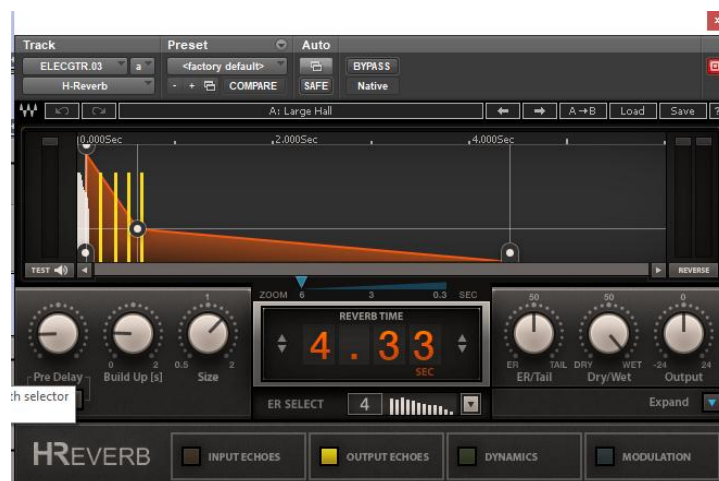 x
Track Preset Auto
ELECGTR.03 a <factory default> BYPASS
H-Reverb - + COMPARE SAFE Native
A: Large Hall A→B Load Save ?
0.000Sec 2.000Sec 4.000Sec
TEST REVERSE
ZOOM 6 3 0.3 SEC
REVERB TIME
4.33
SEC
0 2 0.5 1 2
Pre Delay Build Up [s] Size
50 50 0
ER TAIL DRY WET -24 24
ER/Tail Dry/Wet Output
th selector
ER SELECT 4 Expand
HREVERB INPUT ECHOES OUTPUT ECHOES DYNAMICS MODULATION